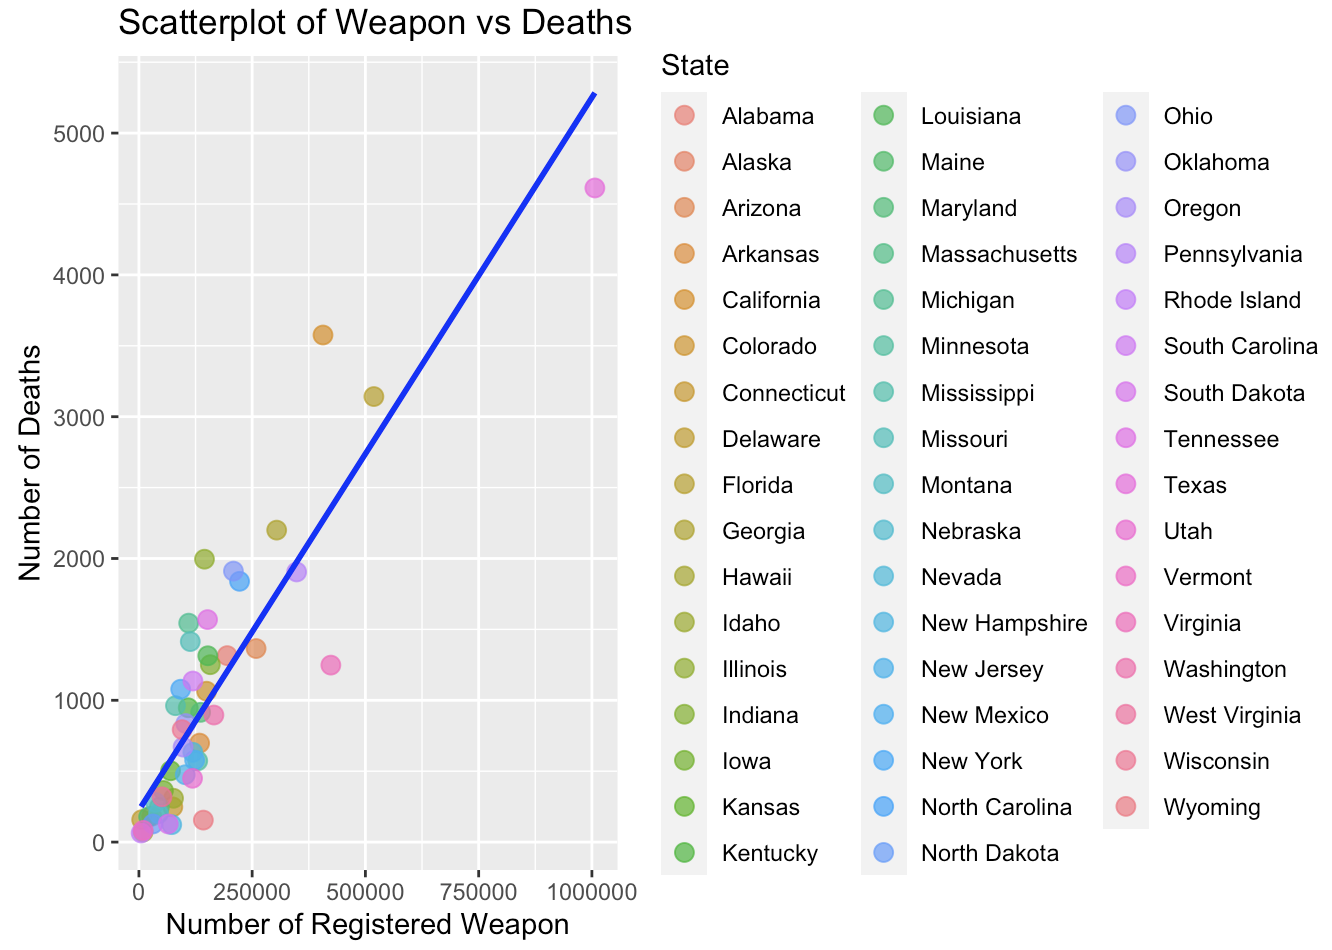 Scatterplot of Weapon vs Deaths
Number of Deaths
5000
4000
3000
2000
1000
0
0 250000 500000 750000 1000000
Number of Registered Weapon
State
Alabama
Alaska
Arizona
Arkansas
California
Colorado
Connecticut
Delaware
Florida
Georgia
Hawaii
Idaho
Illinois
Indiana
Iowa
Kansas
Kentucky
Louisiana
Maine
Maryland
Massachusetts
Michigan
Minnesota
Mississippi
Missouri
Montana
Nebraska
Nevada
New Hampshire
New Jersey
New Mexico
New York
North Carolina
North Dakota
Ohio
Oklahoma
Oregon
Pennsylvania
Rhode Island
South Carolina
South Dakota
Tennessee
Texas
Utah
Vermont
Virginia
Washington
West Virginia
Wisconsin
Wyoming